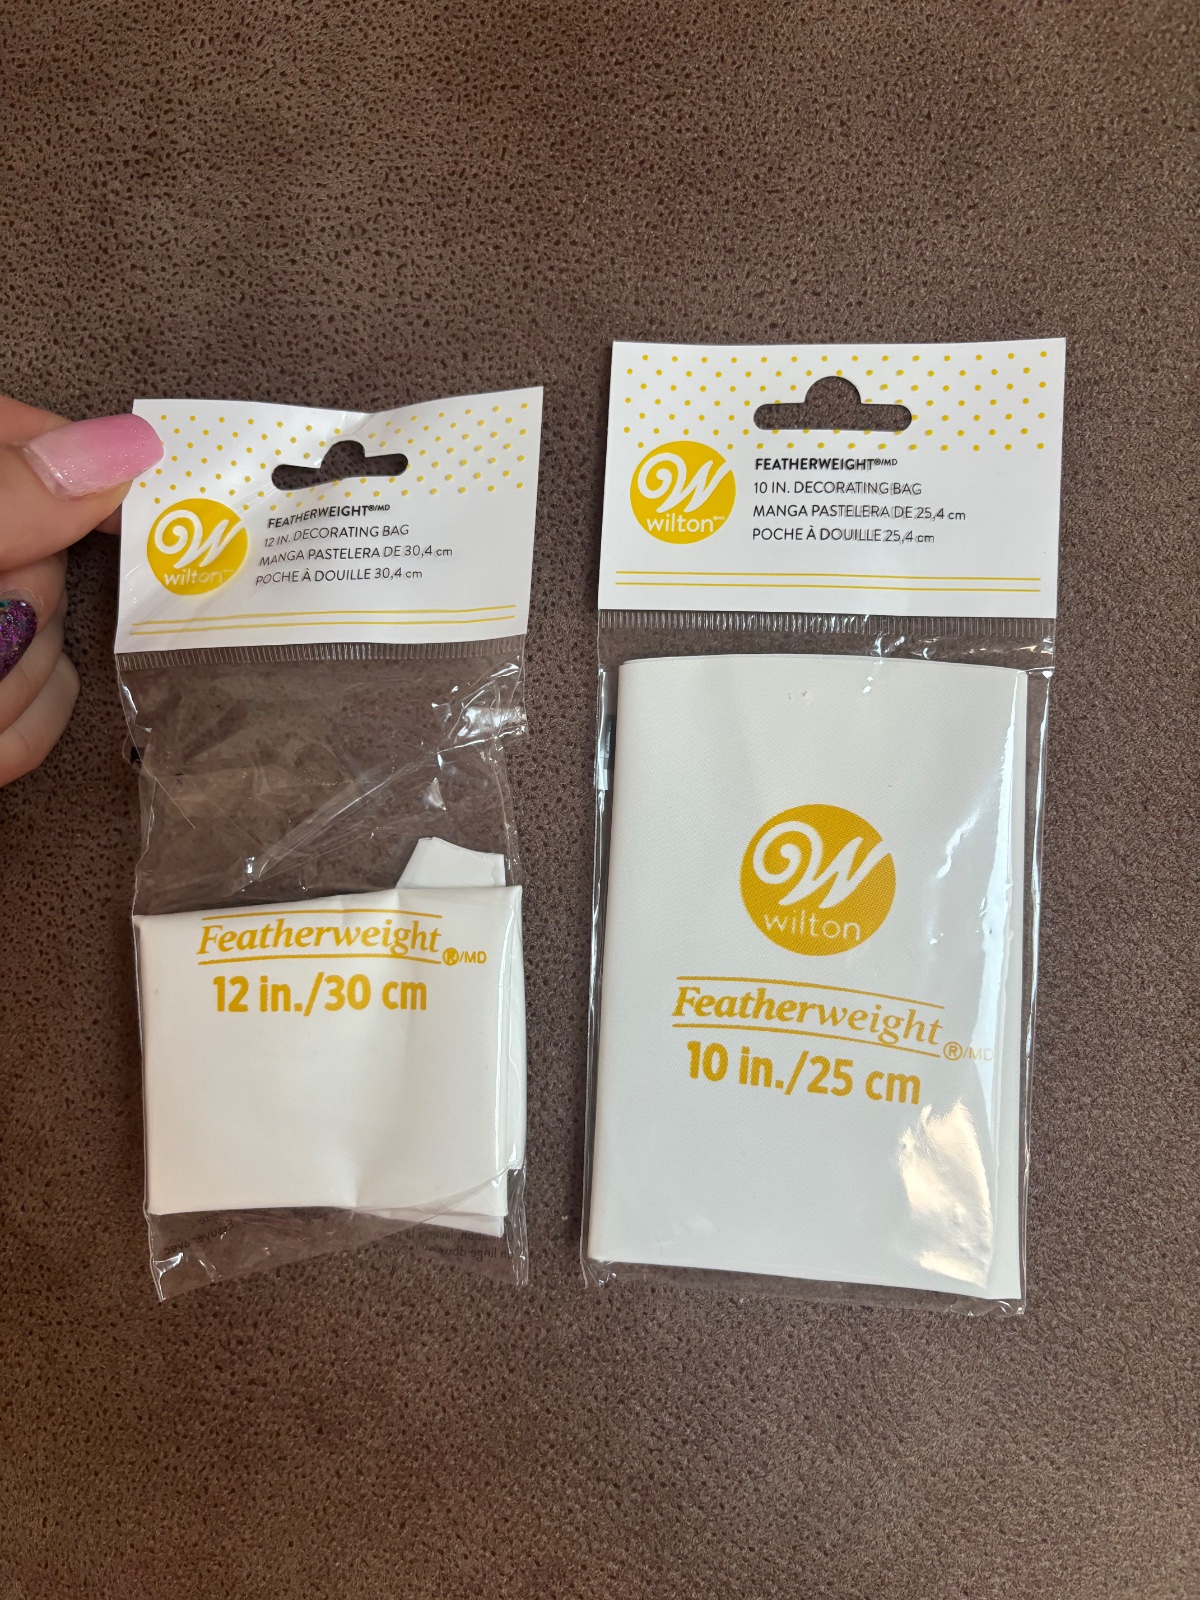 wilton
FEATHERWEIGHT®/MD
12 IN. DECORATING BAG
MANGA PASTELERA DE 30,4 cm
POCHE À DOUILLE 30,4 cm
Featherweight®/MD
12 in./30 cm
wilton
FEATHERWEIGHT®/MD
10 IN. DECORATING BAG
MANGA PASTELERA DE 25,4 cm
POCHE À DOUILLE 25,4 cm
wilton
Featherweight®/MD
10 in./25 cm